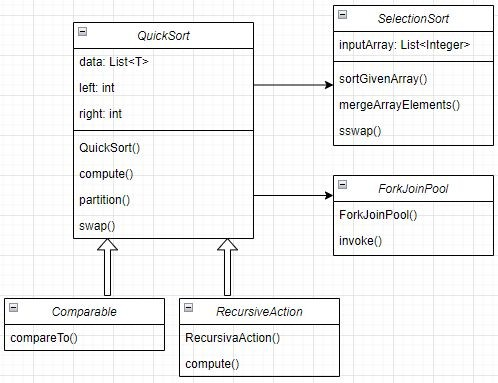 QuickSort
data: List<T>
left: int
right: int
QuickSort()
compute()
partition()
swap()
SelectionSort
inputArray: List<Integer>
sortGivenArray()
mergeArrayElements()
sswap()
ForkJoinPool
ForkJoinPool()
invoke()
Comparable
compareTo()
RecursiveAction
RecursivaAction()
compute()